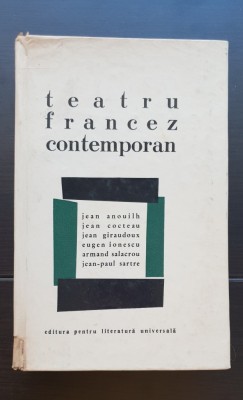 teatru
francez
contemporan
jean anouilh
jean cocteau
jean giraudoux
eugen ionescu
armand salacrou
jean-paul sartre
editura pentru literatură universală